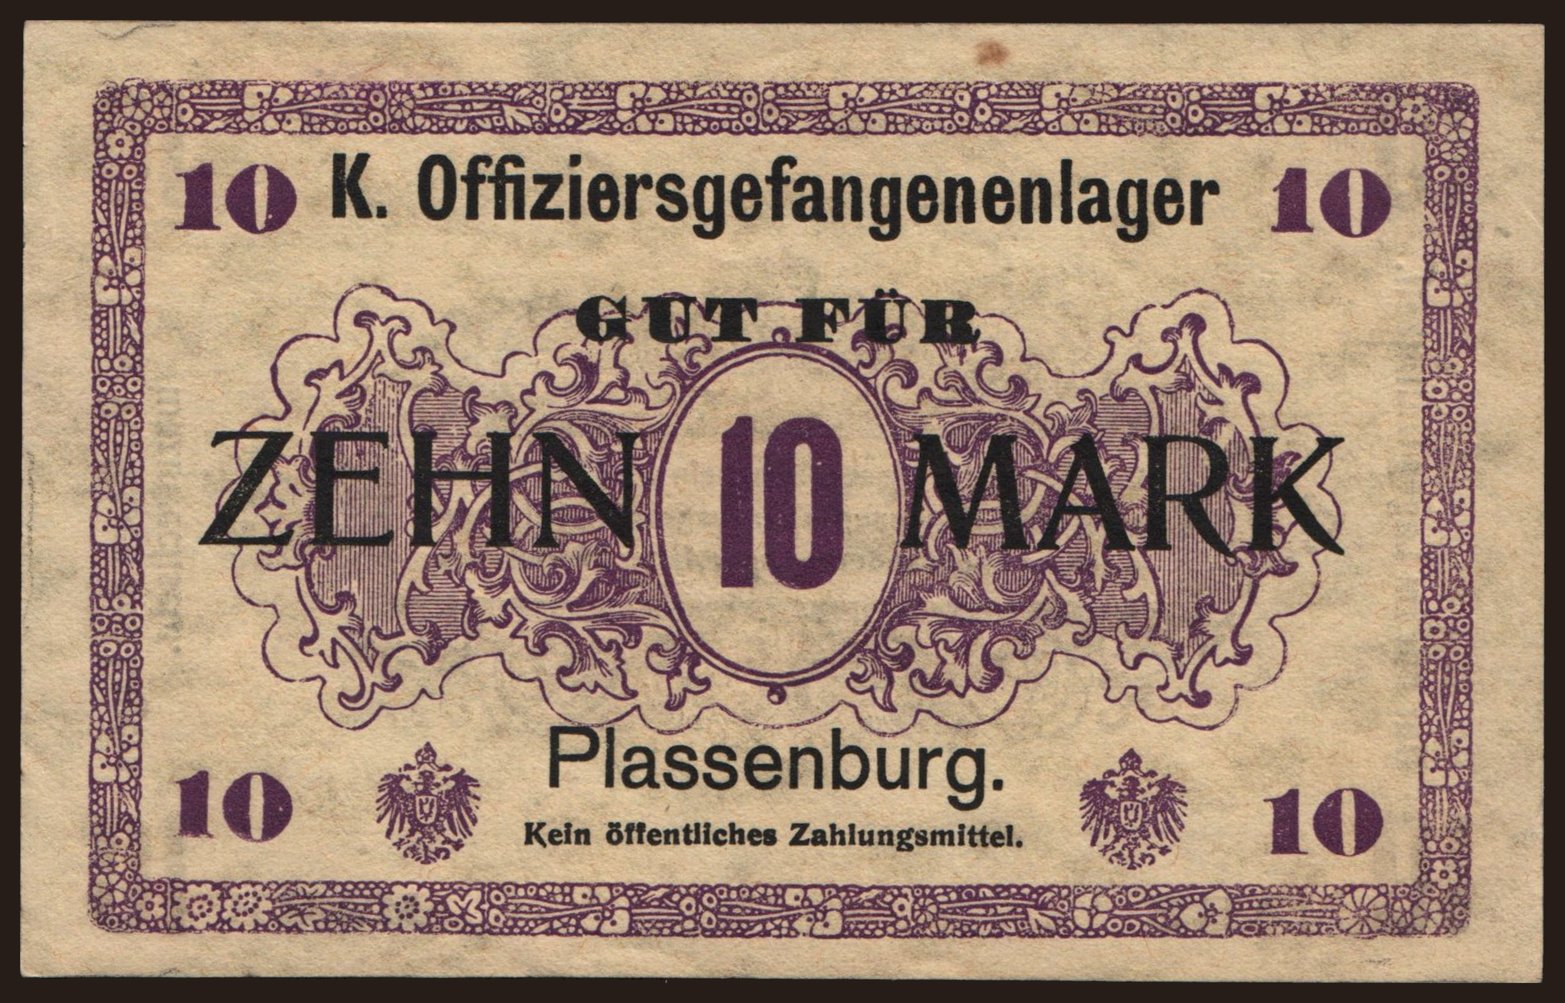 10 K. Offiziersgefangenenlager 10
GUT FÜR
ZEHN 10 MARK
Plassenburg.
10 Kein öffentliches Zahlungsmittel. 10